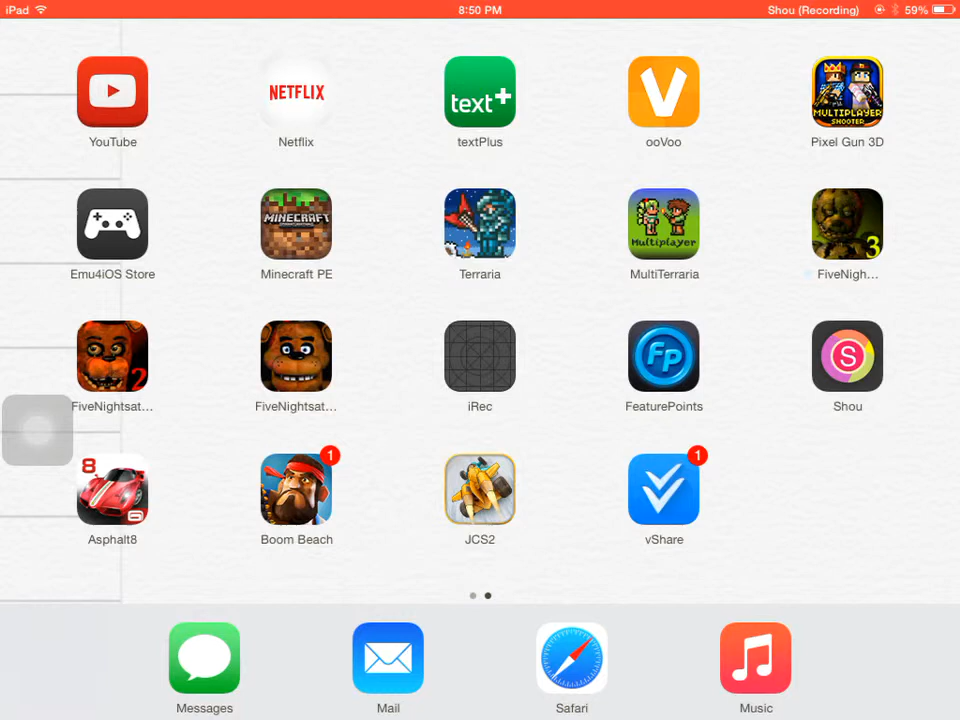 iPad 8:50 PM Shou (Recording) 59%
NETFLIX text+ V MULTIPLAYER SHOOTER
YouTube Netflix textPlus ooVoo Pixel Gun 3D
MINECRAFT Multiplayer 3
Emu4iOS Store Minecraft PE Terraria MultiTerraria FiveNigh...
2 Fp S
FiveNightsat... FiveNightsat... iRec FeaturePoints Shou
8 1 1
Asphalt8 Boom Beach JCS2 vShare
Messages Mail Safari Music